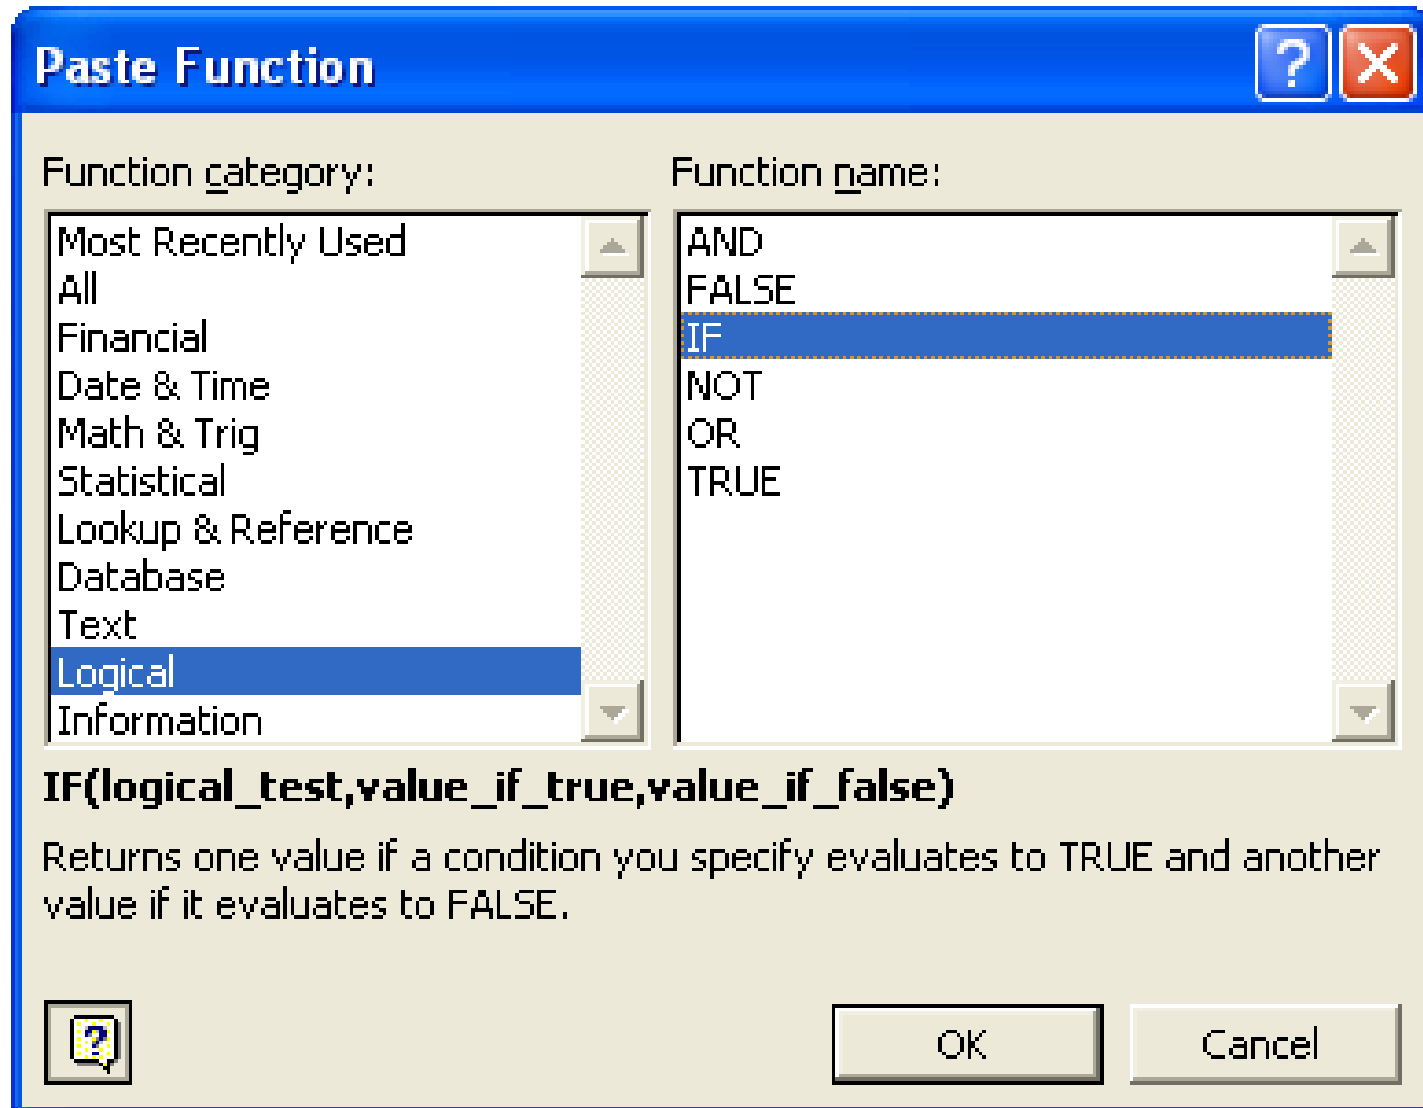 Paste Function
Function category:
Most Recently Used
All
Financial
Date & Time
Math & Trig
Statistical
Lookup & Reference
Database
Text
Logical
Information
Function name:
AND
FALSE
IF
NOT
OR
TRUE
IF(logical_test,value_if_true,value_if_false)
Returns one value if a condition you specify evaluates to TRUE and another
value if it evaluates to FALSE.
OK
Cancel